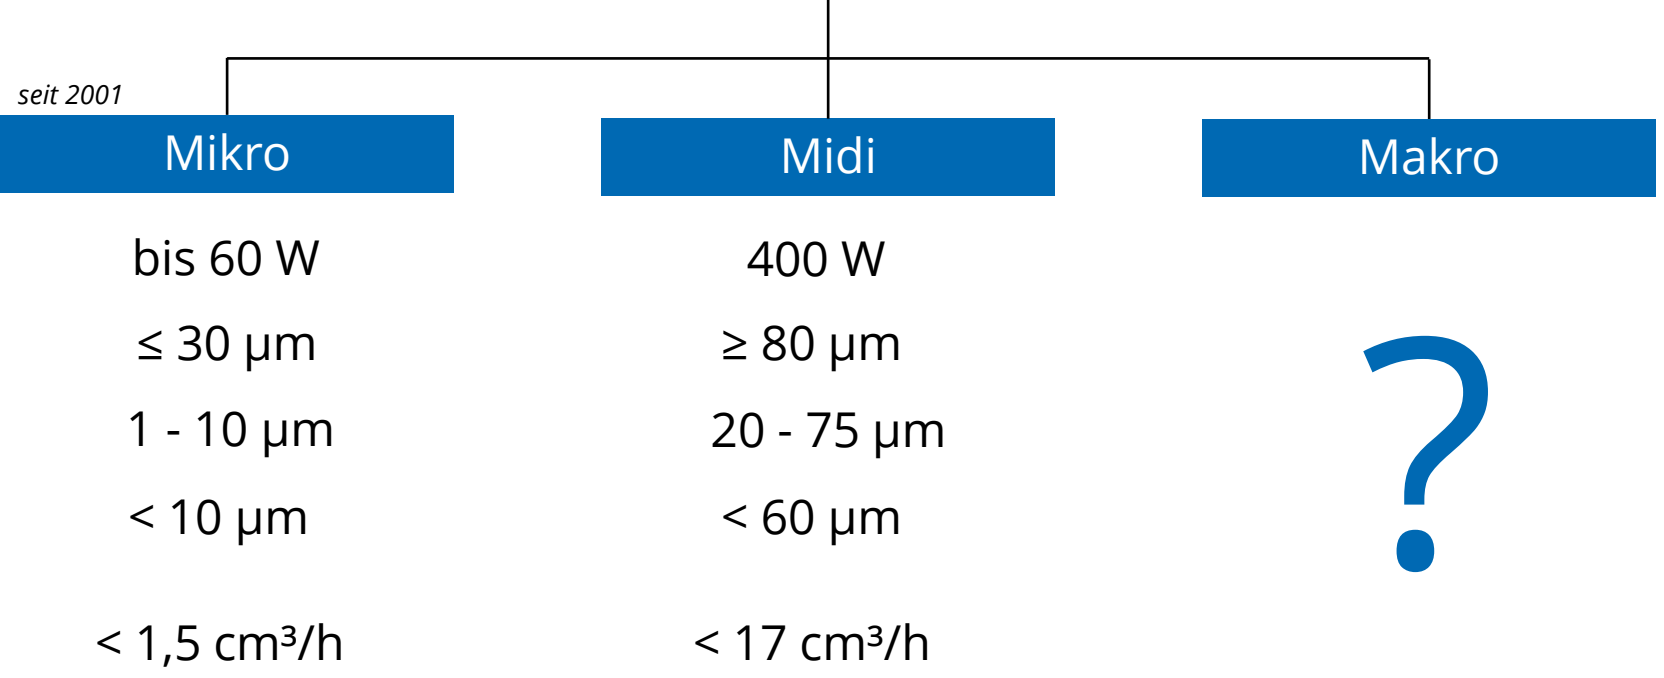 seit 2001
Mikro
Midi
Makro
bis 60 W
400 W
≤ 30 µm
≥ 80 µm
1 - 10 µm
20 - 75 µm
< 10 µm
< 60 µm
?
< 1,5 cm³/h
< 17 cm³/h